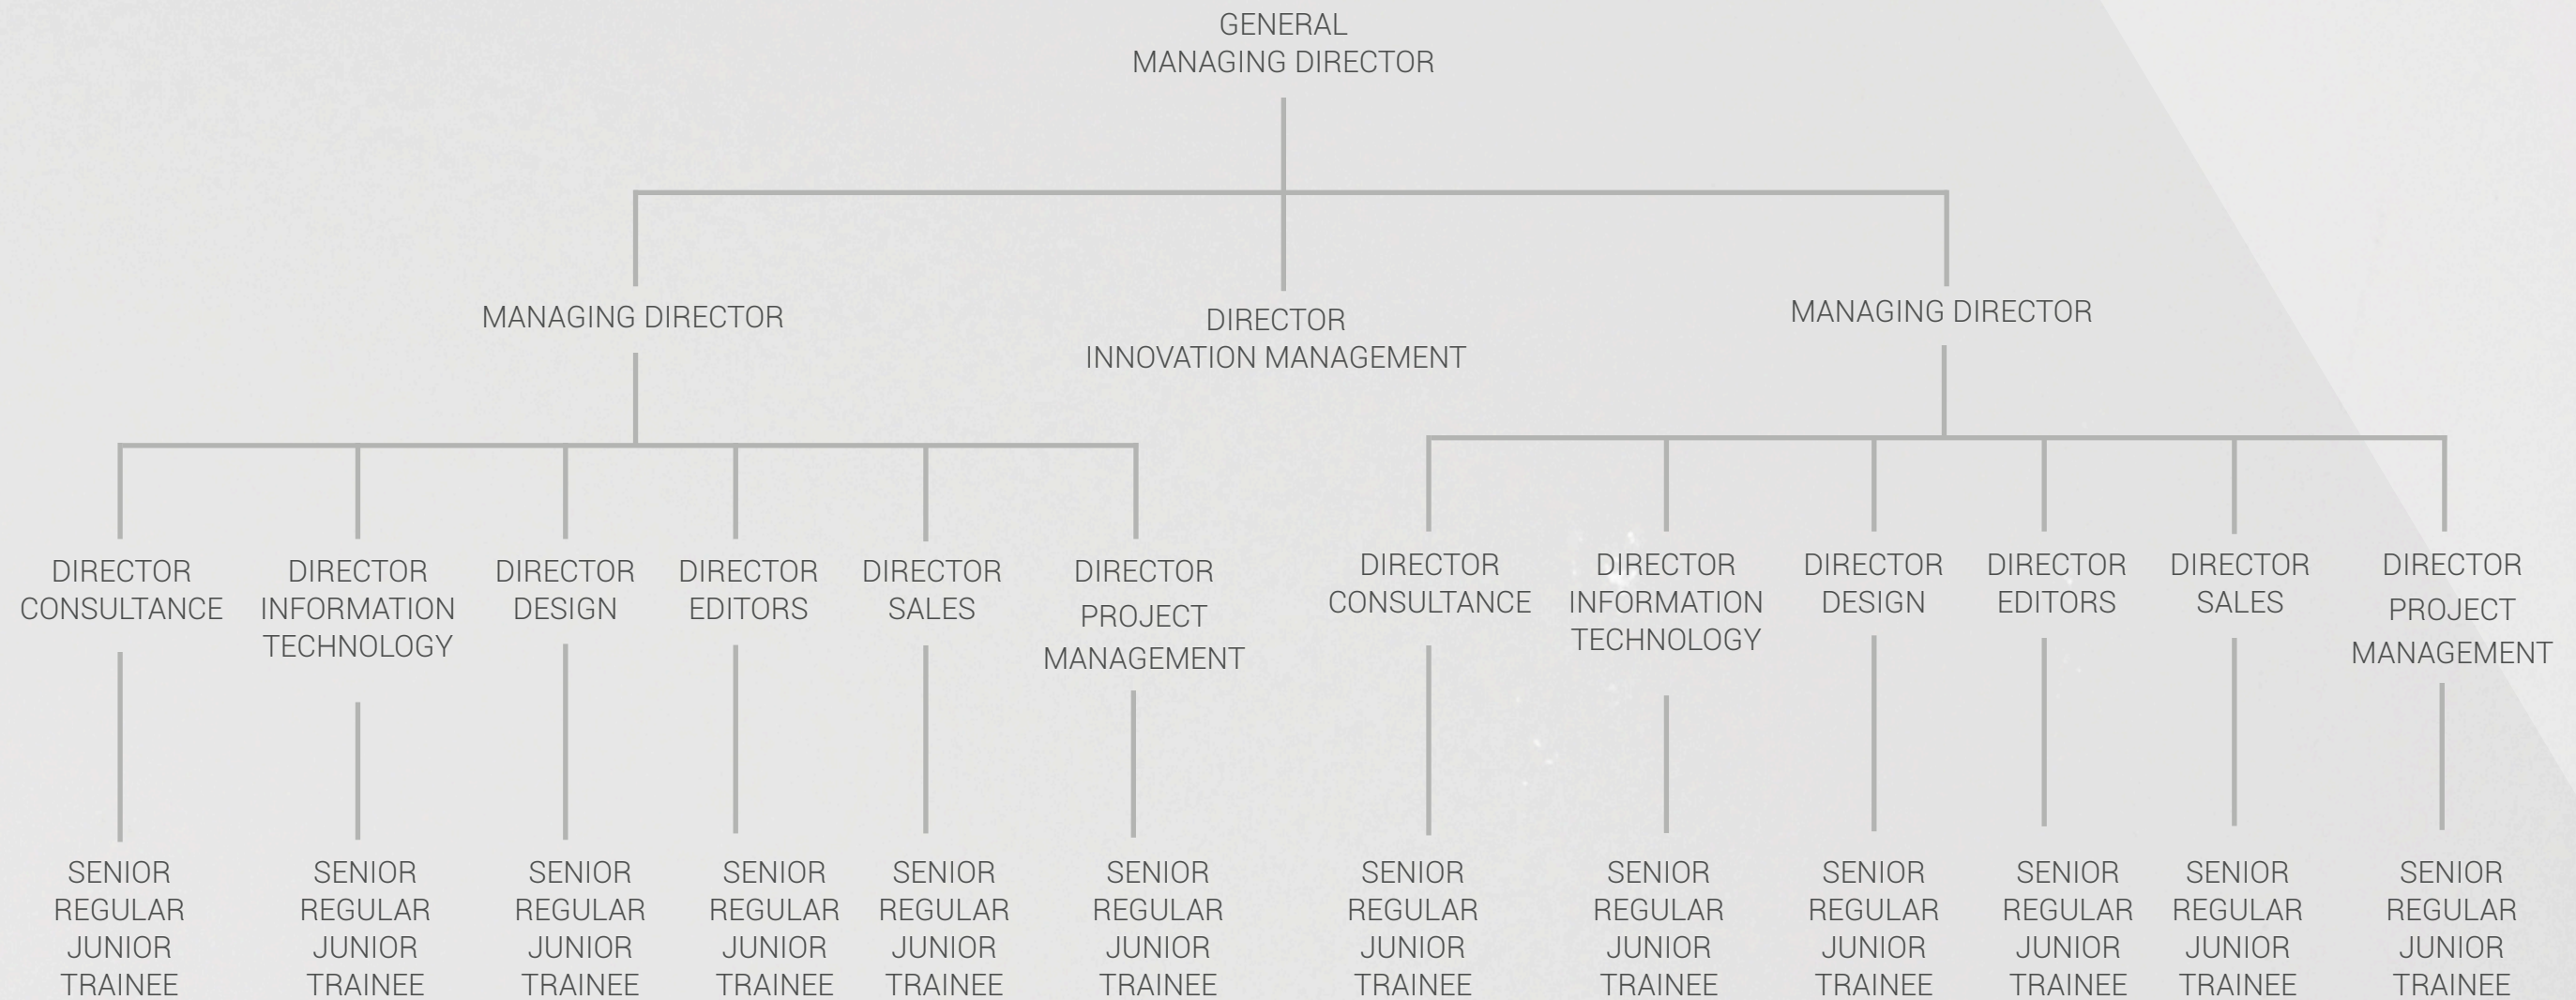 GENERAL
MANAGING DIRECTOR
MANAGING DIRECTOR
DIRECTOR
INNOVATION MANAGEMENT
MANAGING DIRECTOR
DIRECTOR
CONSULTANCE
DIRECTOR
INFORMATION
TECHNOLOGY
DIRECTOR
DESIGN
DIRECTOR
EDITORS
DIRECTOR
SALES
DIRECTOR
PROJECT
MANAGEMENT
DIRECTOR
CONSULTANCE
DIRECTOR
INFORMATION
TECHNOLOGY
DIRECTOR
DESIGN
DIRECTOR
EDITORS
DIRECTOR
SALES
DIRECTOR
PROJECT
MANAGEMENT
SENIOR
REGULAR
JUNIOR
TRAINEE
SENIOR
REGULAR
JUNIOR
TRAINEE
SENIOR
REGULAR
JUNIOR
TRAINEE
SENIOR
REGULAR
JUNIOR
TRAINEE
SENIOR
REGULAR
JUNIOR
TRAINEE
SENIOR
REGULAR
JUNIOR
TRAINEE
SENIOR
REGULAR
JUNIOR
TRAINEE
SENIOR
REGULAR
JUNIOR
TRAINEE
SENIOR
REGULAR
JUNIOR
TRAINEE
SENIOR
REGULAR
JUNIOR
TRAINEE
SENIOR
REGULAR
JUNIOR
TRAINEE
SENIOR
REGULAR
JUNIOR
TRAINEE